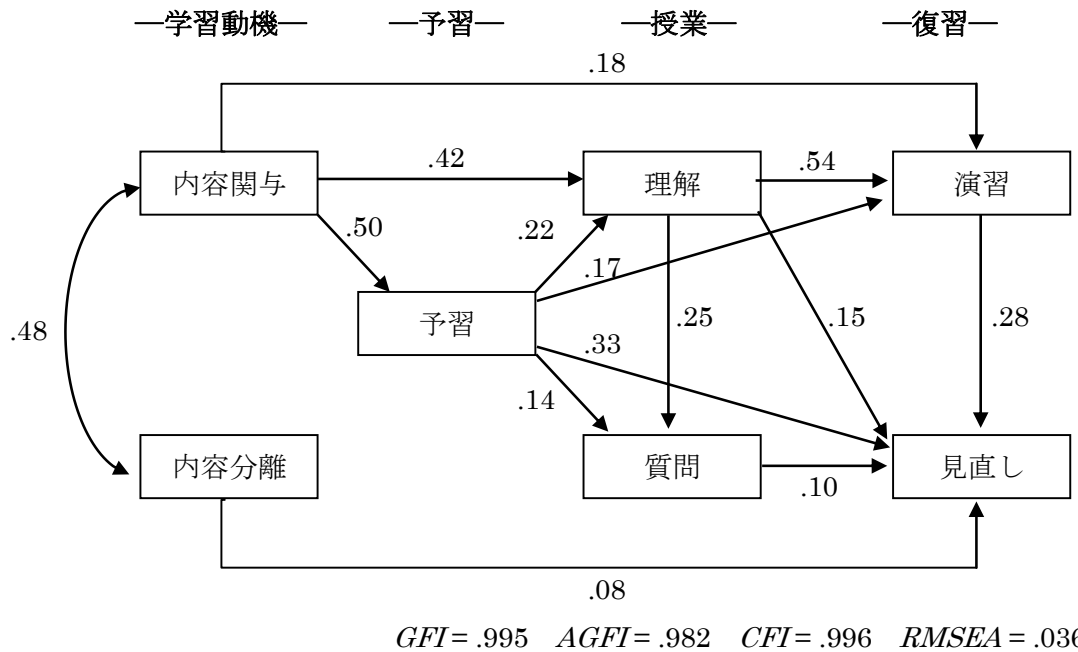 ―学習動機― ―予習― ―授業― ―復習―
.18
内容関与 .42 理解 .54 演習
.50 .22 .17
予習
.48 .25 .15 .28
.33
.14
内容分離 質問 見直し
.10
.08
GFI = .995 AGFI = .982 CFI = .996 RMSEA = .036